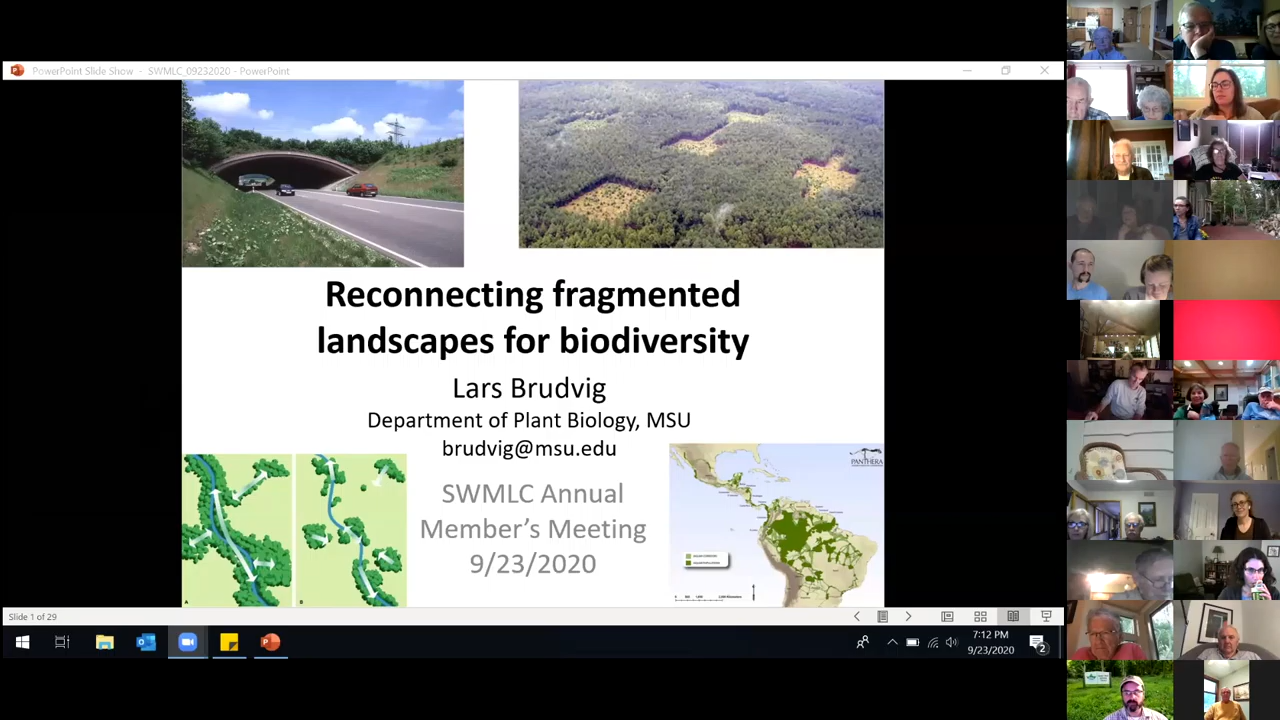 PowerPoint Slide Show - SWMLC_09232020 - PowerPoint
Reconnecting fragmented
landscapes for biodiversity
Lars Brudvig
Department of Plant Biology, MSU
brudvig@msu.edu
SWMLC Annual
Member's Meeting
9/23/2020
A
B
PANTHERA
Slide 1 of 29
7:12 PM
9/23/2020
2